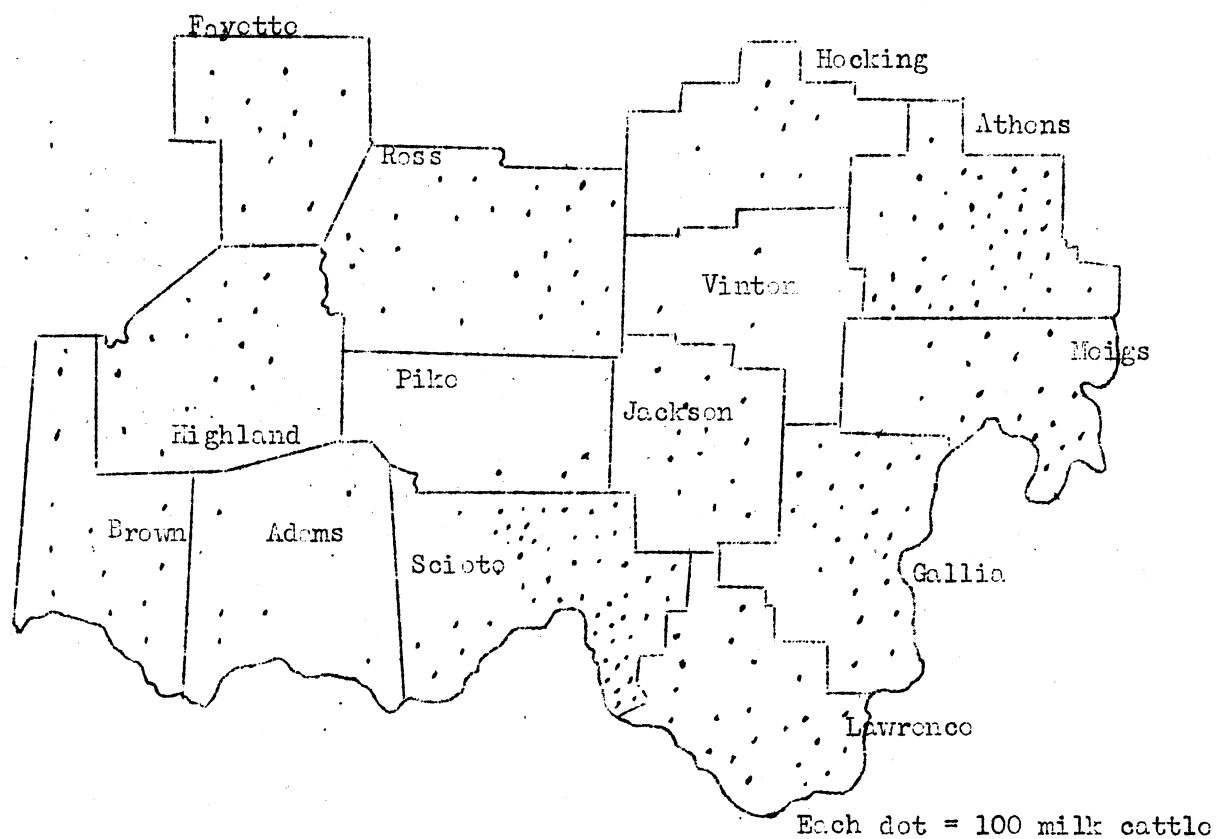 Fayette
Hocking
Athens
Ross
Vinton
Meigs
Pike
Jackson
Highland
Brown
Adams
Scioto
Gallia
Lawrence
Each dot = 100 milk cattle